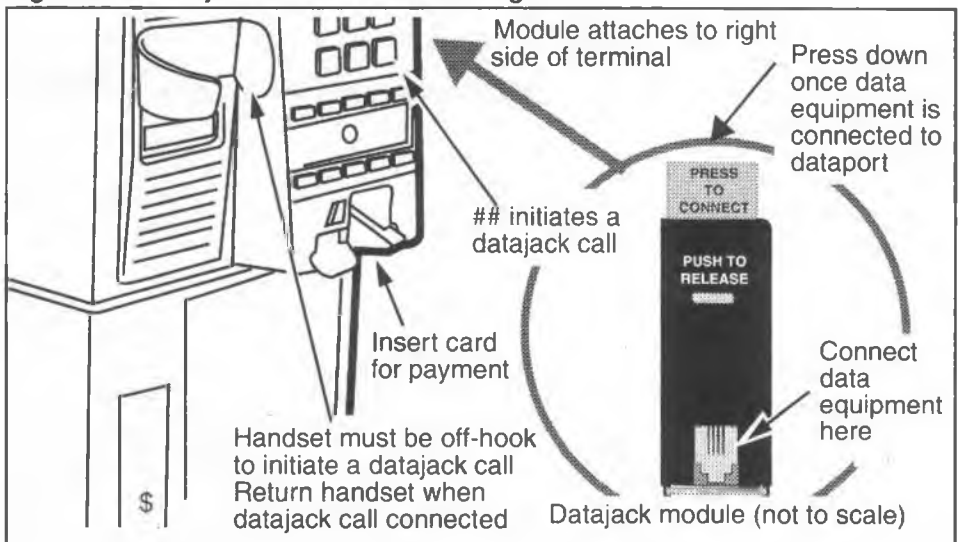 Module attaches to right
side of terminal
Press down
once data
equipment is
connected to
dataport
PRESS
TO
CONNECT
## initiates a
datajack call
PUSH TO
RELEASE
Insert card
for payment
Connect
data
equipment
here
Handset must be off-hook
to initiate a datajack call
Return handset when
datajack call connected
$
Datajack module (not to scale)